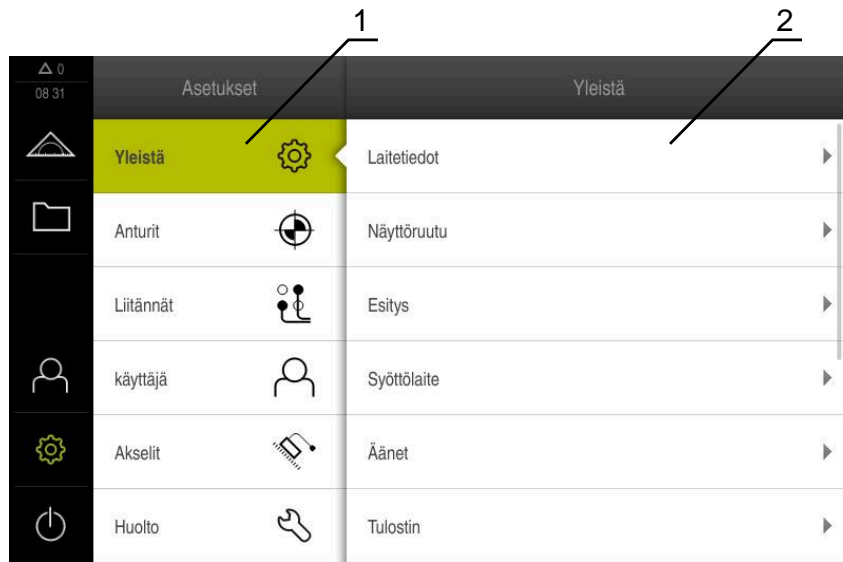 1
2
0
08 31
Asetukset
Yleistä
Yleistä
Anturit
Liitännät
käyttäjä
Akselit
Huolto
Laitetiedot
Näyttöruutu
Esitys
Syöttölaite
Äänet
Tulostin